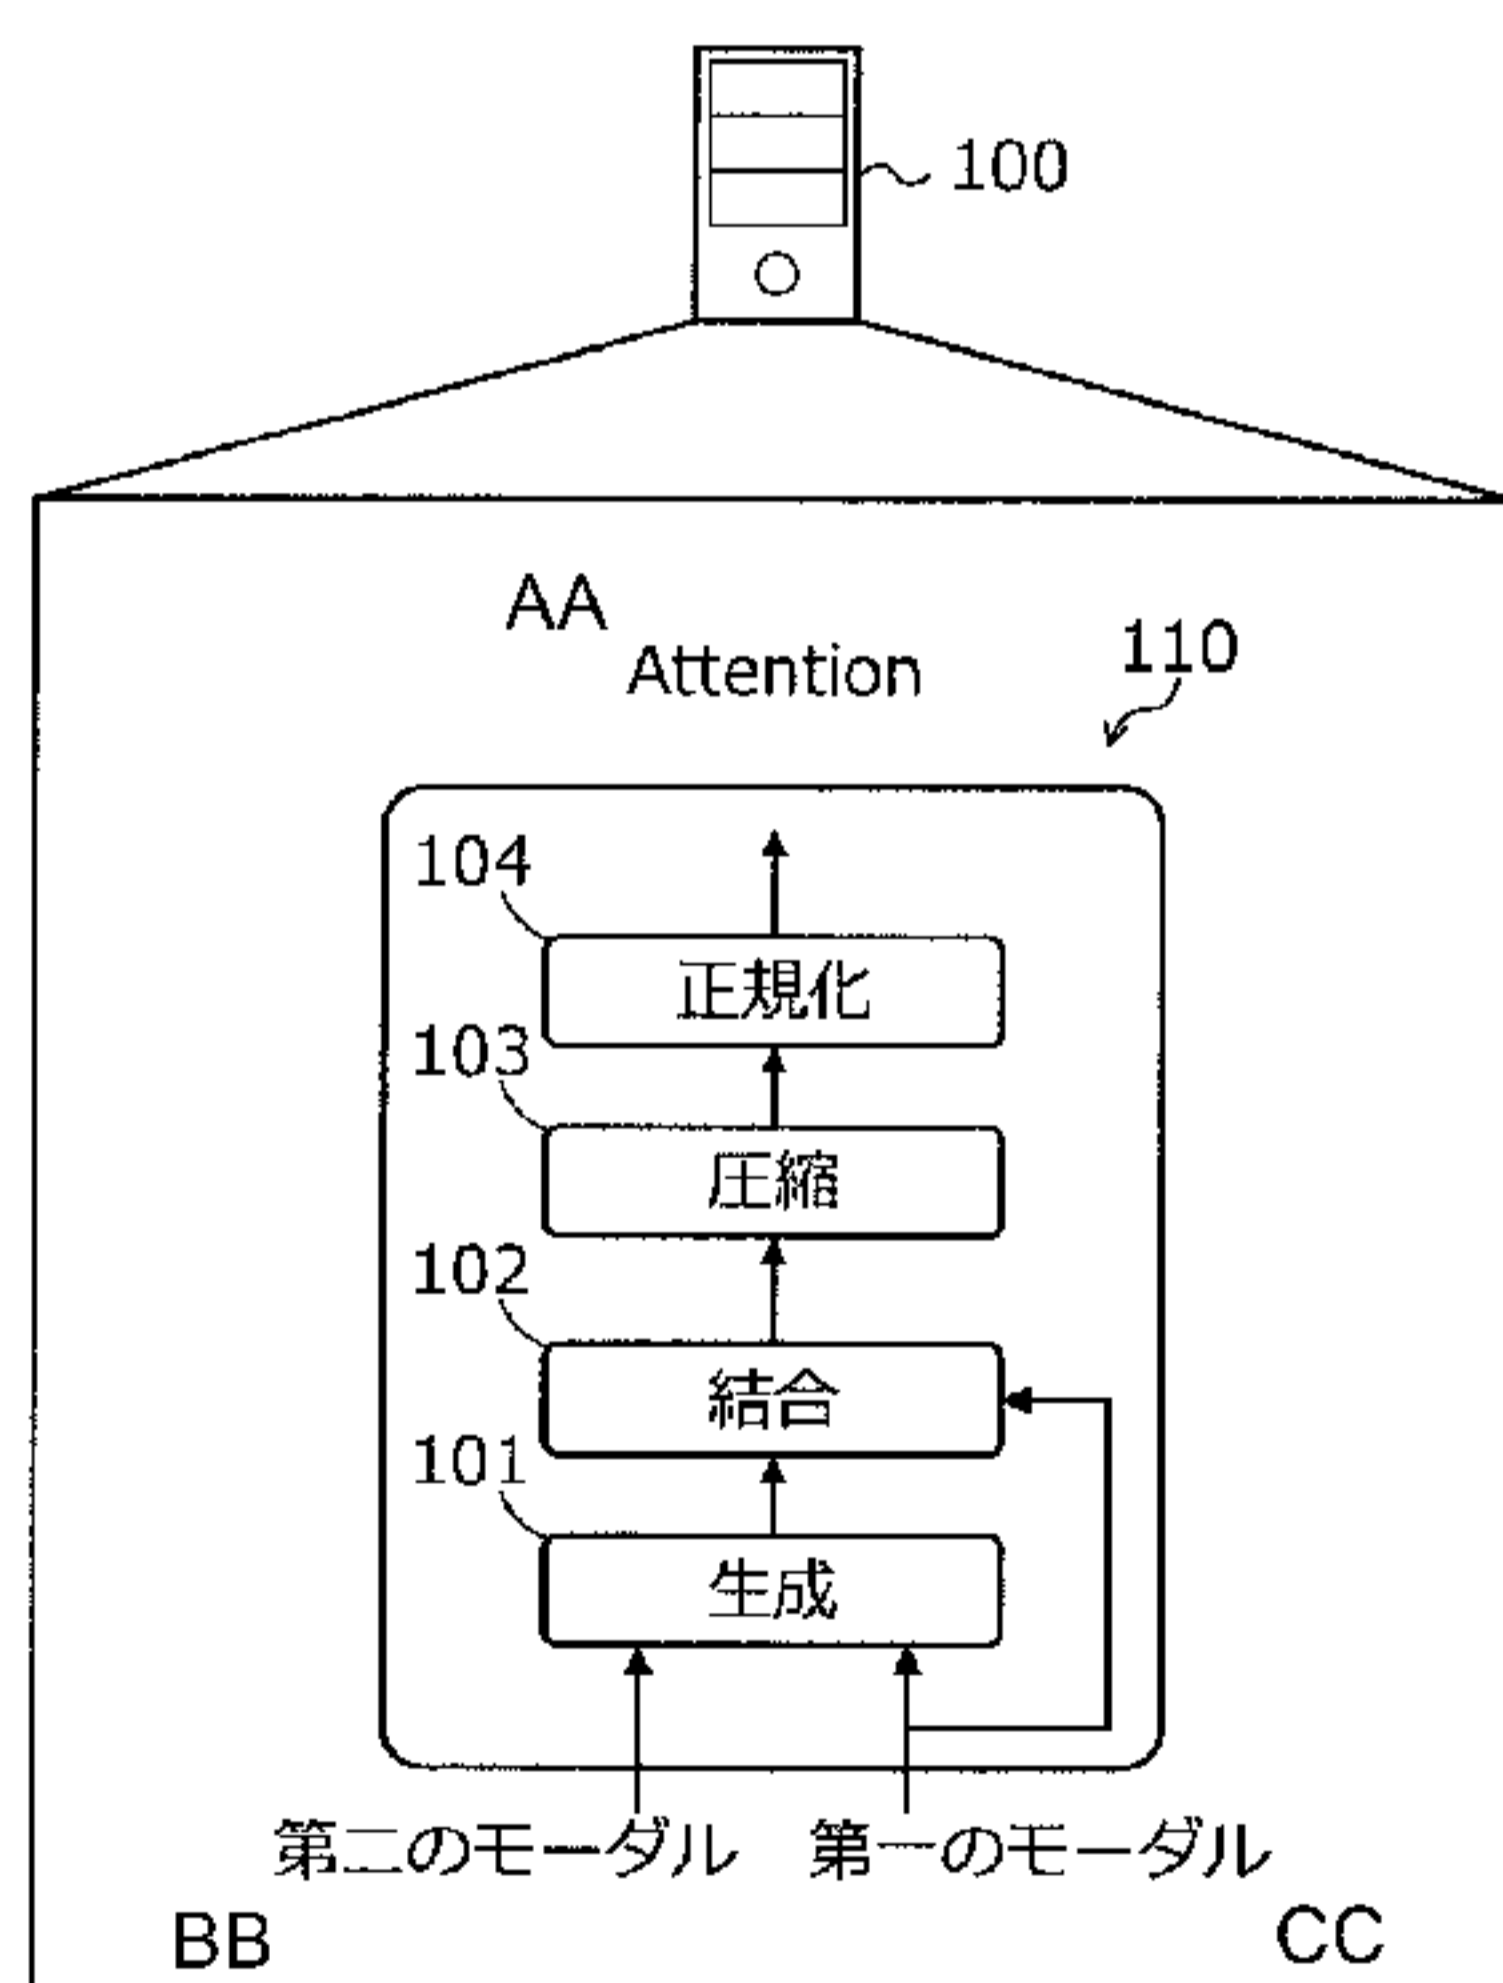 100
AA
Attention
110
104
正規化
103
圧縮
102
結合
101
生成
第二のモーダル
第一のモーダル
BB
CC